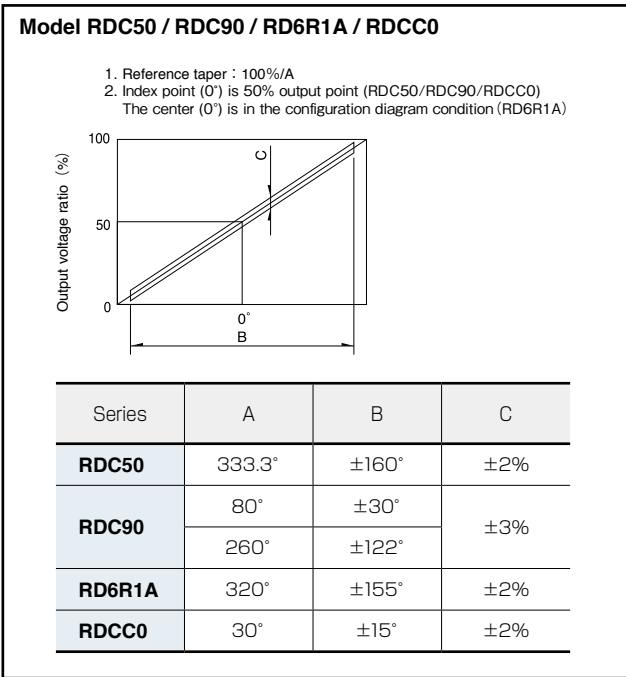 Model RDC50 / RDC90 / RD6R1A / RDCC0
1. Reference taper : 100%/A
2. Index point (0°) is 50% output point (RDC50/RDC90/RDCC0)
The center (0°) is in the configuration diagram condition (RD6R1A)
Output voltage ratio (%)
100
C
50
0
0°
B
Series A B C
RDC50 333.3° ±160° ±2%
RDC90 80° ±30° ±3%
260° ±122°
RD6R1A 320° ±155° ±2%
RDCC0 30° ±15° ±2%